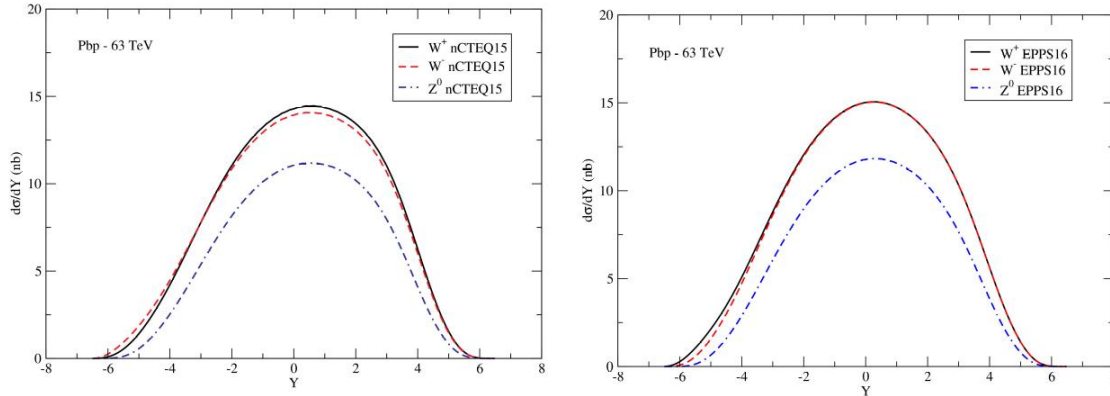 20
15
10
5
0
dσ/dY (nb)
Pbp - 63 TeV
W⁺ nCTEQ15
W⁻ nCTEQ15
Z⁰ nCTEQ15
-8 -6 -4 -2 0 2 4 6 8
Y
20
15
10
5
0
dσ/dY (nb)
Pbp - 63 TeV
W⁺ EPPS16
W⁻ EPPS16
Z⁰ EPPS16
-8 -6 -4 -2 0 2 4 6
Y